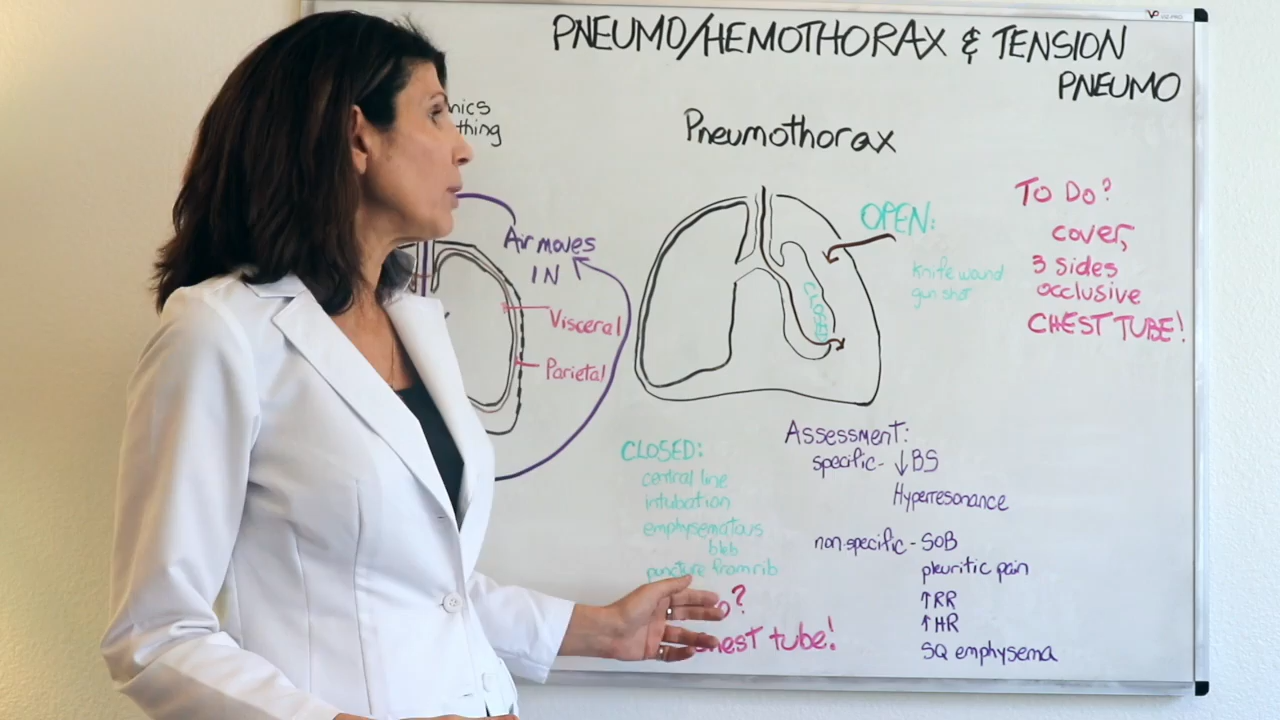 PNEUMO/HEMOTHORAX & TENSION
PNEUMO
Pneumothorax
Air moves
IN
Visceral
Parietal
OPEN:
knife wound
gun shot
CLOSED
To Do?
cover,
3 sides
occlusive
CHEST TUBE!
CLOSED:
central line
intubation
emphysematous
bleb
puncture from rib
chest tube!
Assessment:
specific- ↓BS
Hyperresonance
non specific - SOB
pleuritic pain
↑RR
↑HR
SQ emphysema